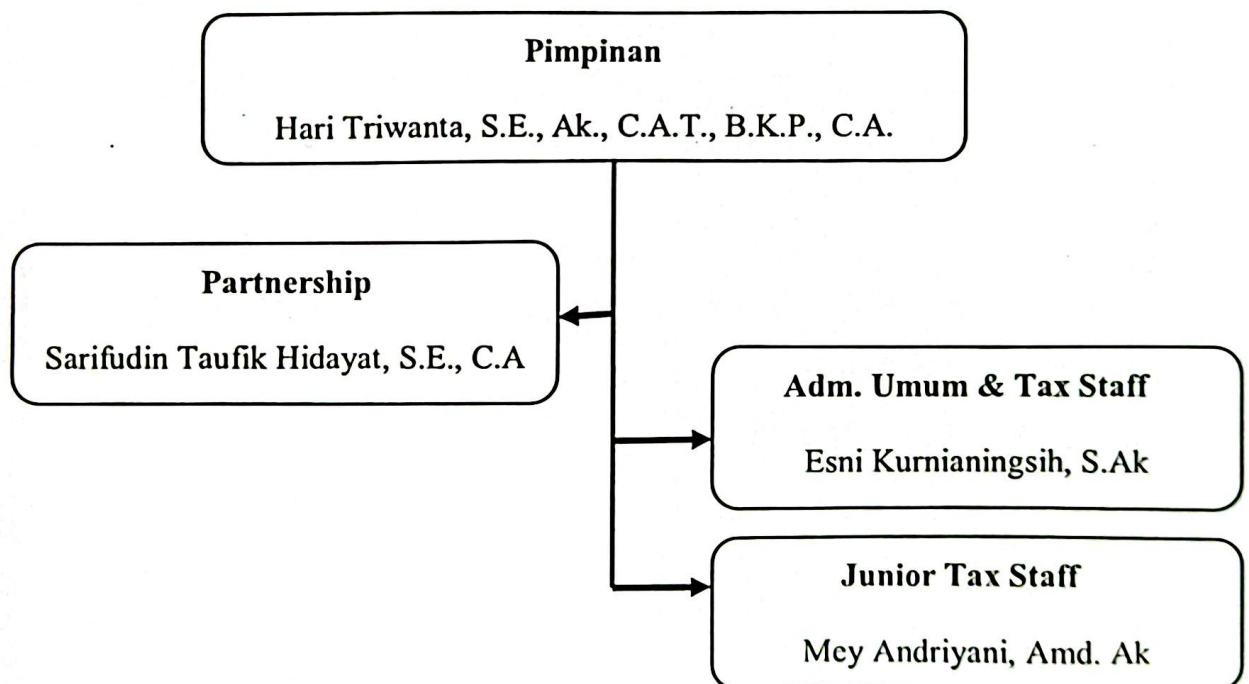 Pimpinan
Hari Triwanta, S.E., Ak., C.A.T., B.K.P., C.A.
Partnership
Sarifudin Taufik Hidayat, S.E., C.A
Adm. Umum & Tax Staff
Esni Kurnianingsih, S.Ak
Junior Tax Staff
Mey Andriyani, Amd. Ak